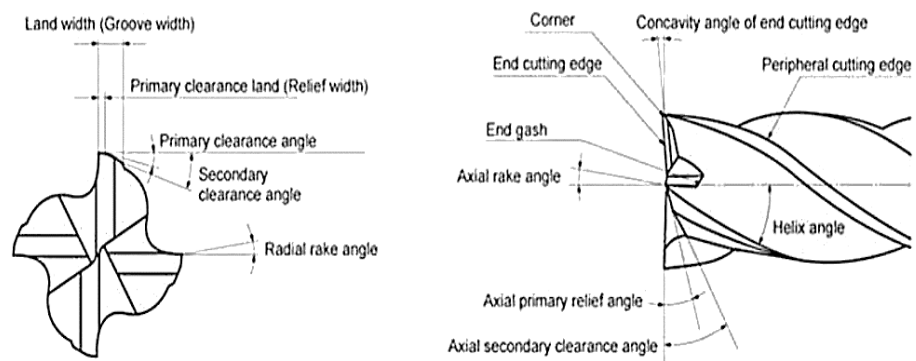 Land width (Groove width)
Primary clearance land (Relief width)
Primary clearance angle
Secondary
clearance angle
Radial rake angle
Corner
Concavity angle of end cutting edge
End cutting edge
Peripheral cutting edge
End gash
Axial rake angle
Helix angle
Axial primary relief angle
Axial secondary clearance angle